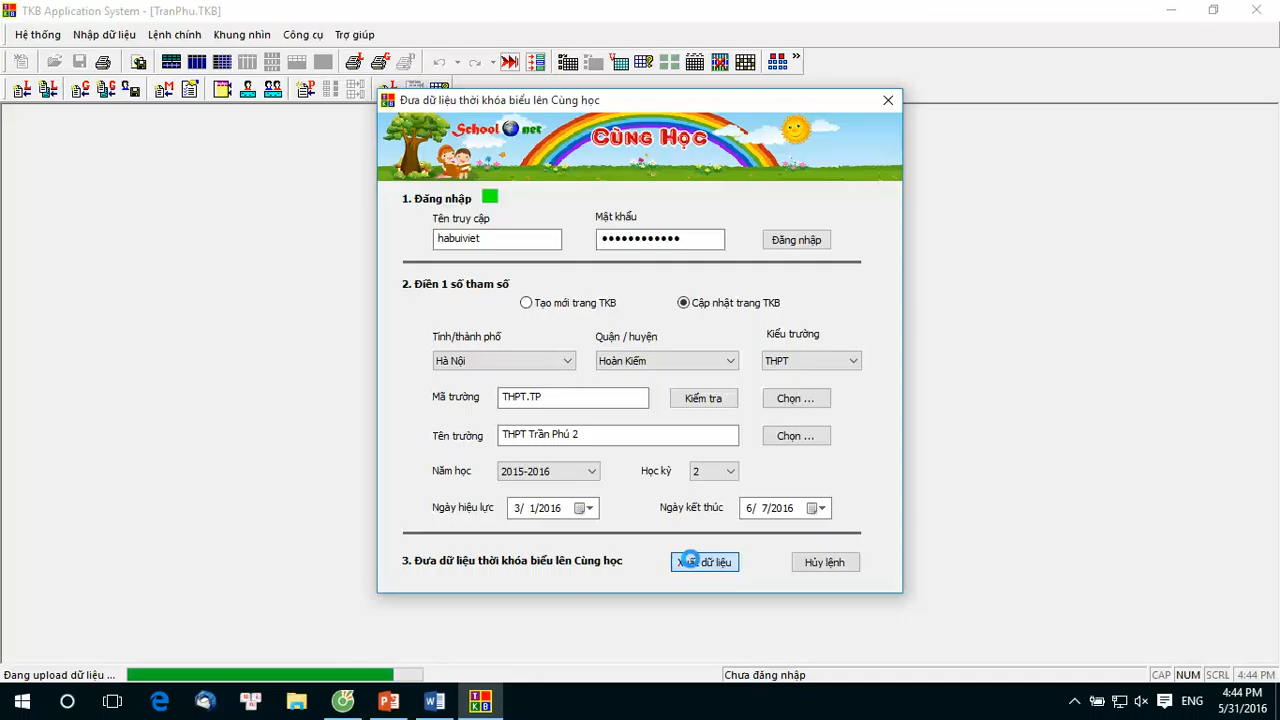 TKB Application System - [TranPhu.TKB]
Hệ thống Nhập dữ liệu Lệnh chính Khung nhìn Công cụ Trợ giúp
Đưa dữ liệu thời khóa biểu lên Cùng học
School net
Cùng Học
1. Đăng nhập
Tên truy cập Mật khẩu
habuiviet ●●●●●●●●●●●● Đăng nhập
2. Điền 1 số tham số
Tạo mới trang TKB Cập nhật trang TKB
Tỉnh/thành phố Quận / huyện Kiểu trường
Hà Nội Hoàn Kiếm THPT
Mã trường THPT.TP Kiểm tra Chọn ...
Tên trường THPT Trần Phú 2 Chọn ...
Năm học 2015-2016 Học kỳ 2
Ngày hiệu lực 3/ 1/2016 Ngày kết thúc 6/ 7/2016
3. Đưa dữ liệu thời khóa biểu lên Cùng học Xuất dữ liệu Hủy lệnh
Đang upload dữ liệu ... Chưa đăng nhập CAP NUM SCRL 4:44 PM
ENG 4:44 PM
5/31/2016